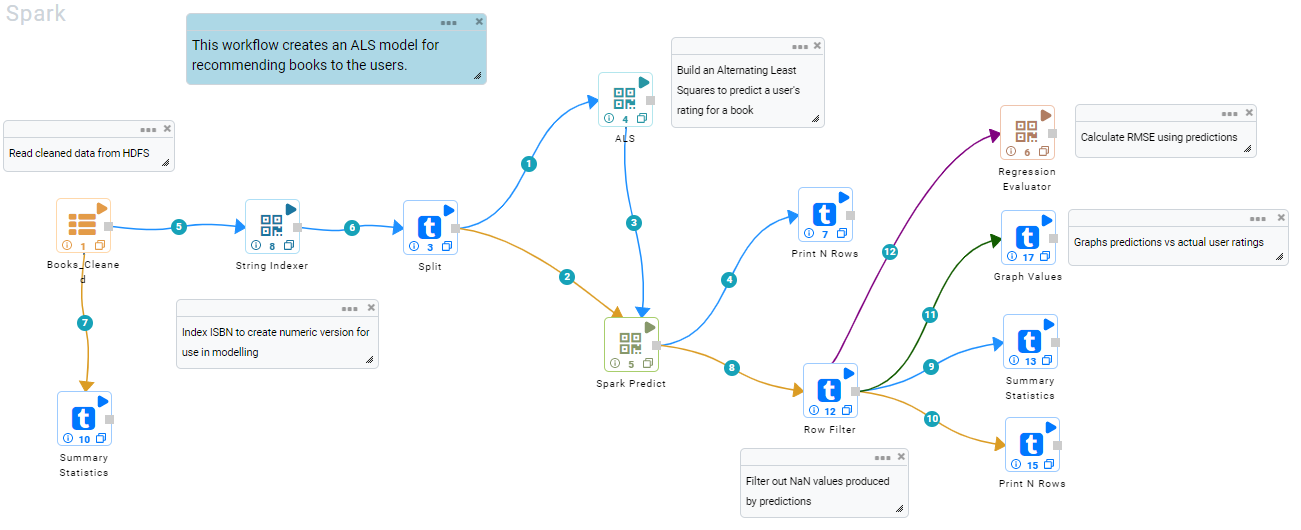 Spark
This workflow creates an ALS model for
recommending books to the users.
Read cleaned data from HDFS
Build an Alternating Least
Squares to predict a user's
rating for a book
Calculate RMSE using predictions
Graphs predictions vs actual user ratings
Index ISBN to create numeric version for
use in modelling
Filter out NaN values produced
by predictions
1
Books_Cleane
d
5
8
String Indexer
6
t
3
Split
1
2
4
ALS
3
5
Spark Predict
4
t
7
Print N Rows
8
t
12
Row Filter
12
6
Regression
Evaluator
11
t
17
Graph Values
9
t
13
Summary
Statistics
10
t
15
Print N Rows
7
t
10
Summary
Statistics